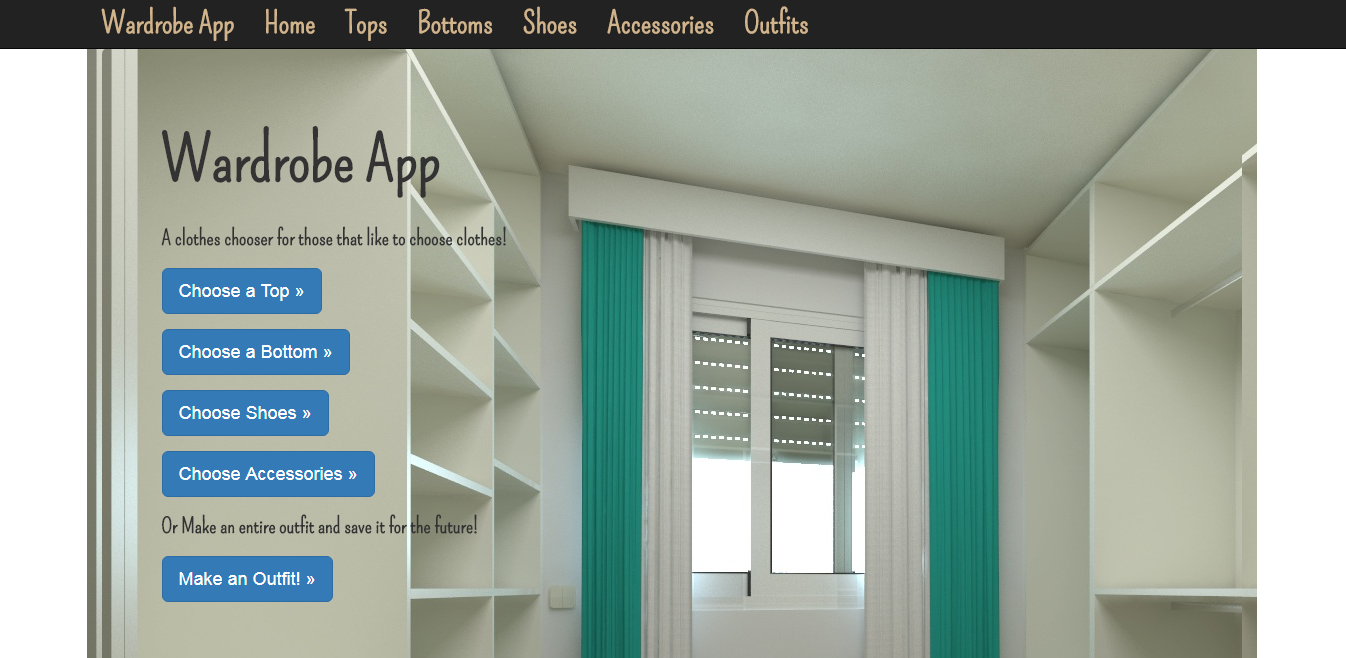 Wardrobe App Home Tops Bottoms Shoes Accessories Outfits
Wardrobe App
A clothes chooser for those that like to choose clothes!
Choose a Top »
Choose a Bottom »
Choose Shoes »
Choose Accessories »
Or Make an entire outfit and save it for the future!
Make an Outfit! »